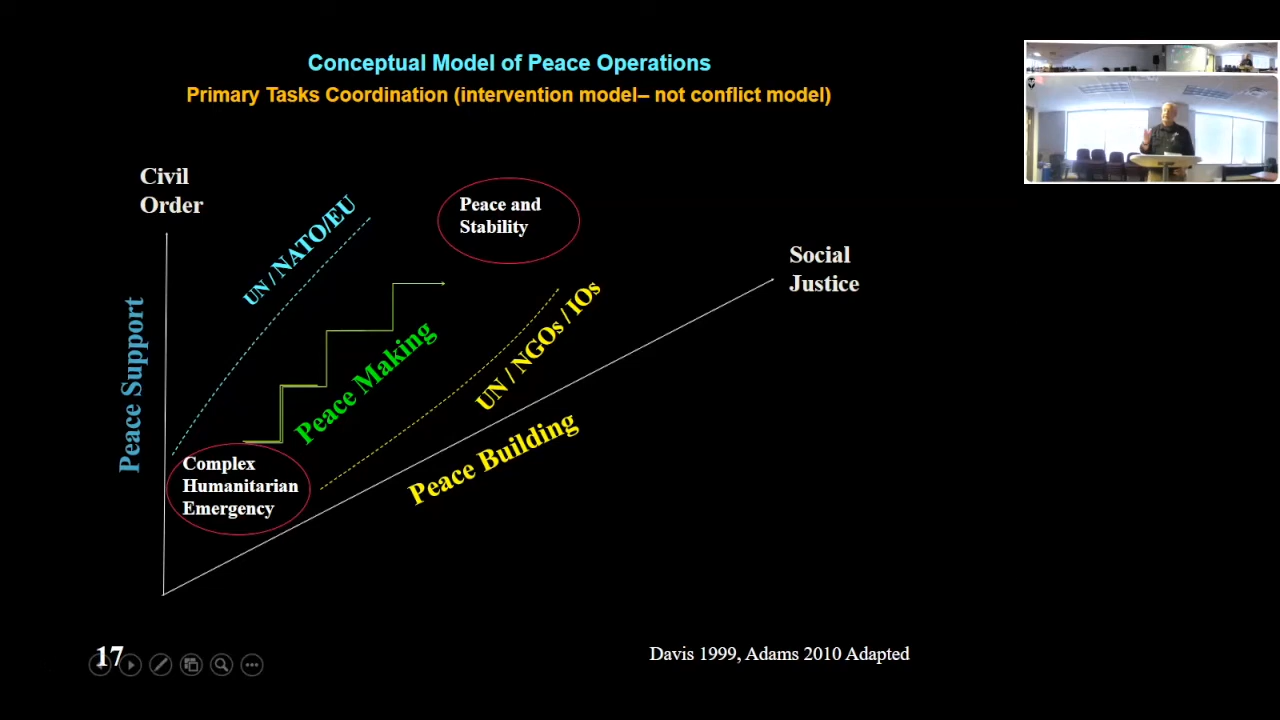 Conceptual Model of Peace Operations
Primary Tasks Coordination (intervention model– not conflict model)
Civil
Order
UN / NATO/EU
Peace and
Stability
Social
Justice
Peace Support
Peace Making
UN / NGOs / IOs
Complex
Humanitarian
Emergency
Peace Building
17
Davis 1999, Adams 2010 Adapted